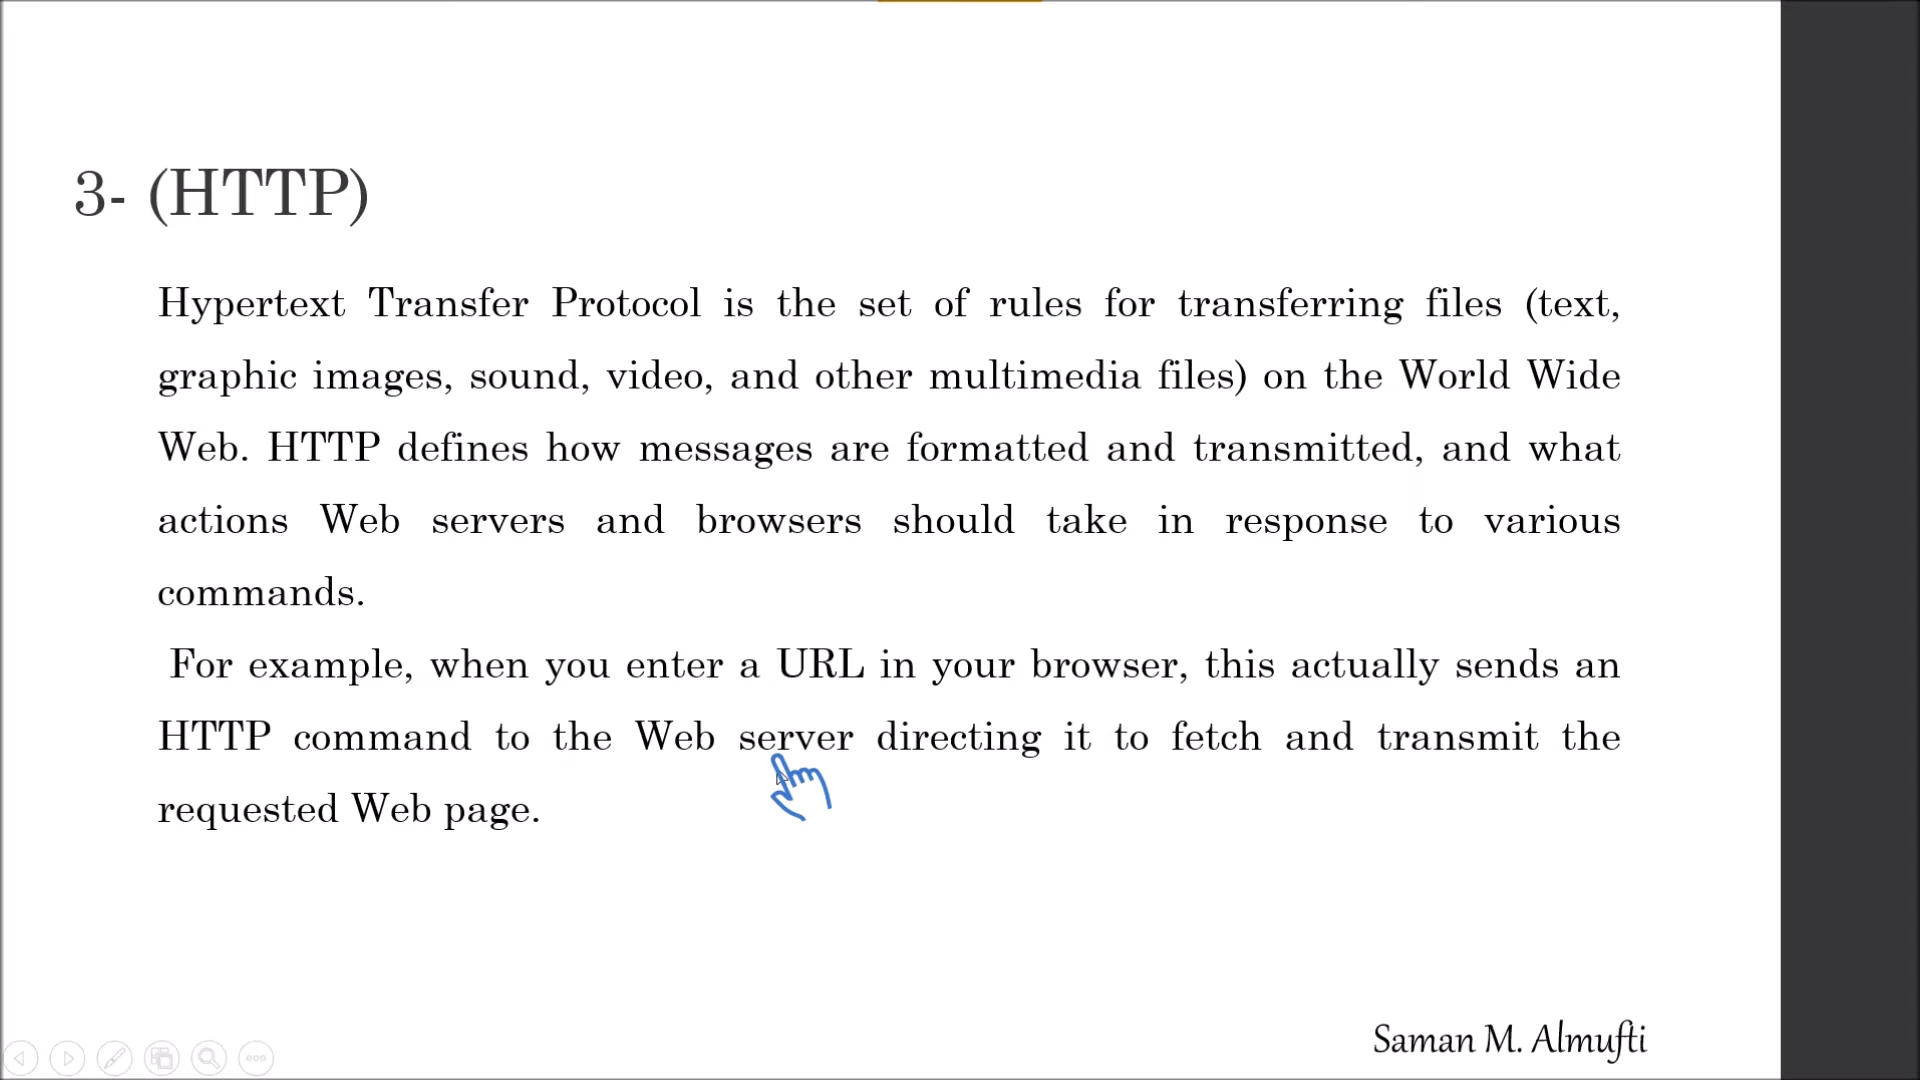 3- (HTTP)
Hypertext Transfer Protocol is the set of rules for transferring files (text,
graphic images, sound, video, and other multimedia files) on the World Wide
Web. HTTP defines how messages are formatted and transmitted, and what
actions Web servers and browsers should take in response to various
commands.
For example, when you enter a URL in your browser, this actually sends an
HTTP command to the Web server directing it to fetch and transmit the
requested Web page.
Saman M. Almufti